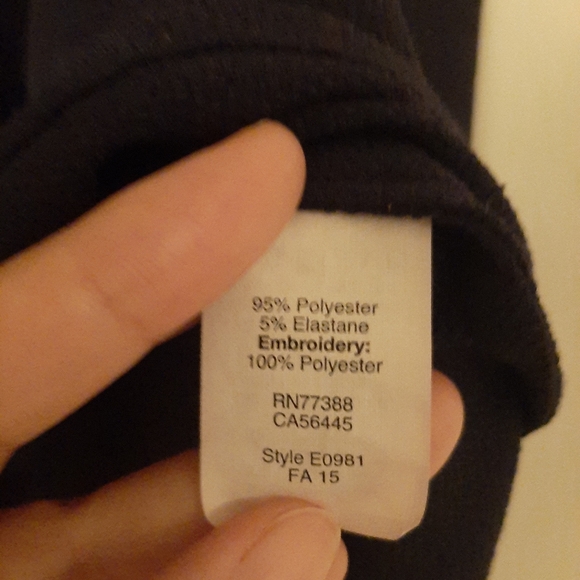 95% Polyester
5% Elastane
Embroidery:
100% Polyester
RN77388
CA56445
Style E0981
FA 15